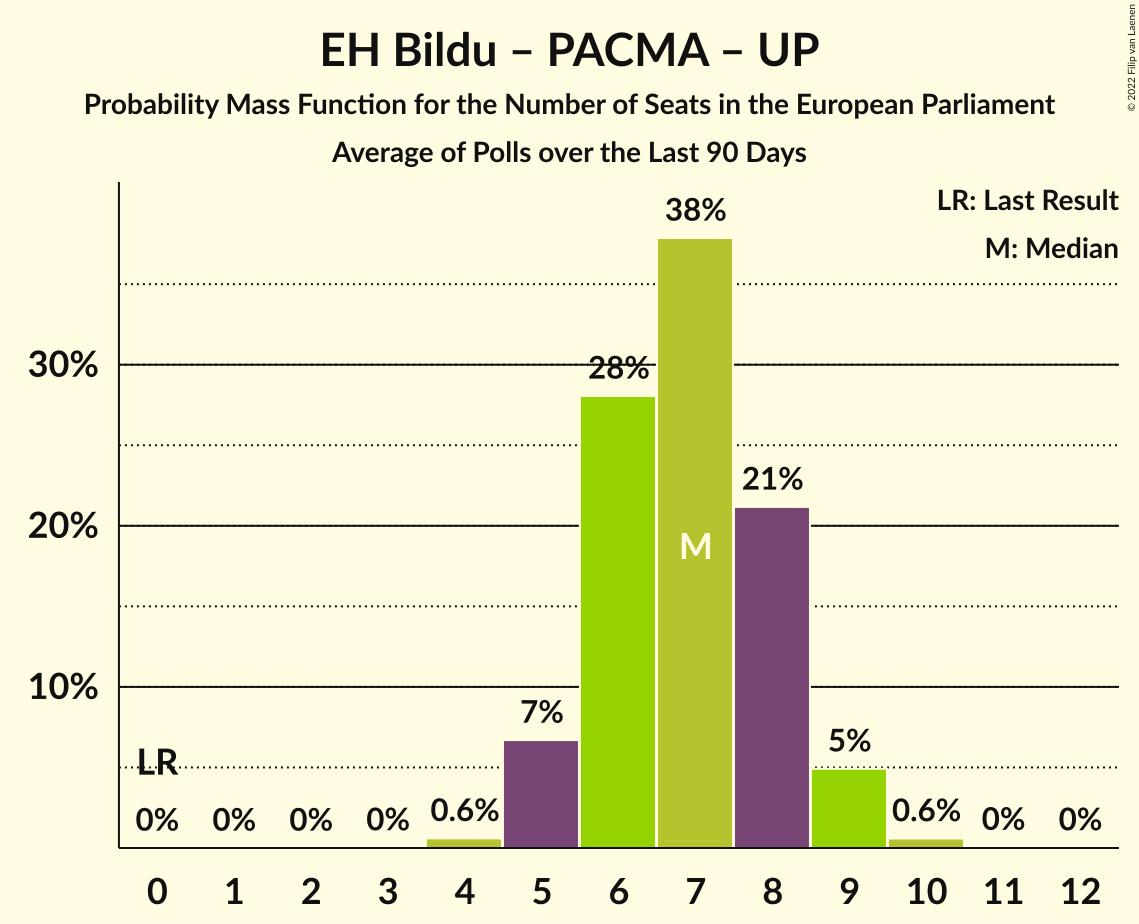 EH Bildu – PACMA – UP
Probability Mass Function for the Number of Seats in the European Parliament
Average of Polls over the Last 90 Days
© 2022 Filip van Laenen
LR: Last Result
M: Median
38%
30%
28%
21%
20%
M
10%
7%
5%
LR
0%
0%
0%
0%
0.6%
0.6%
0%
0%
0 1 2 3 4 5 6 7 8 9 10 11 12